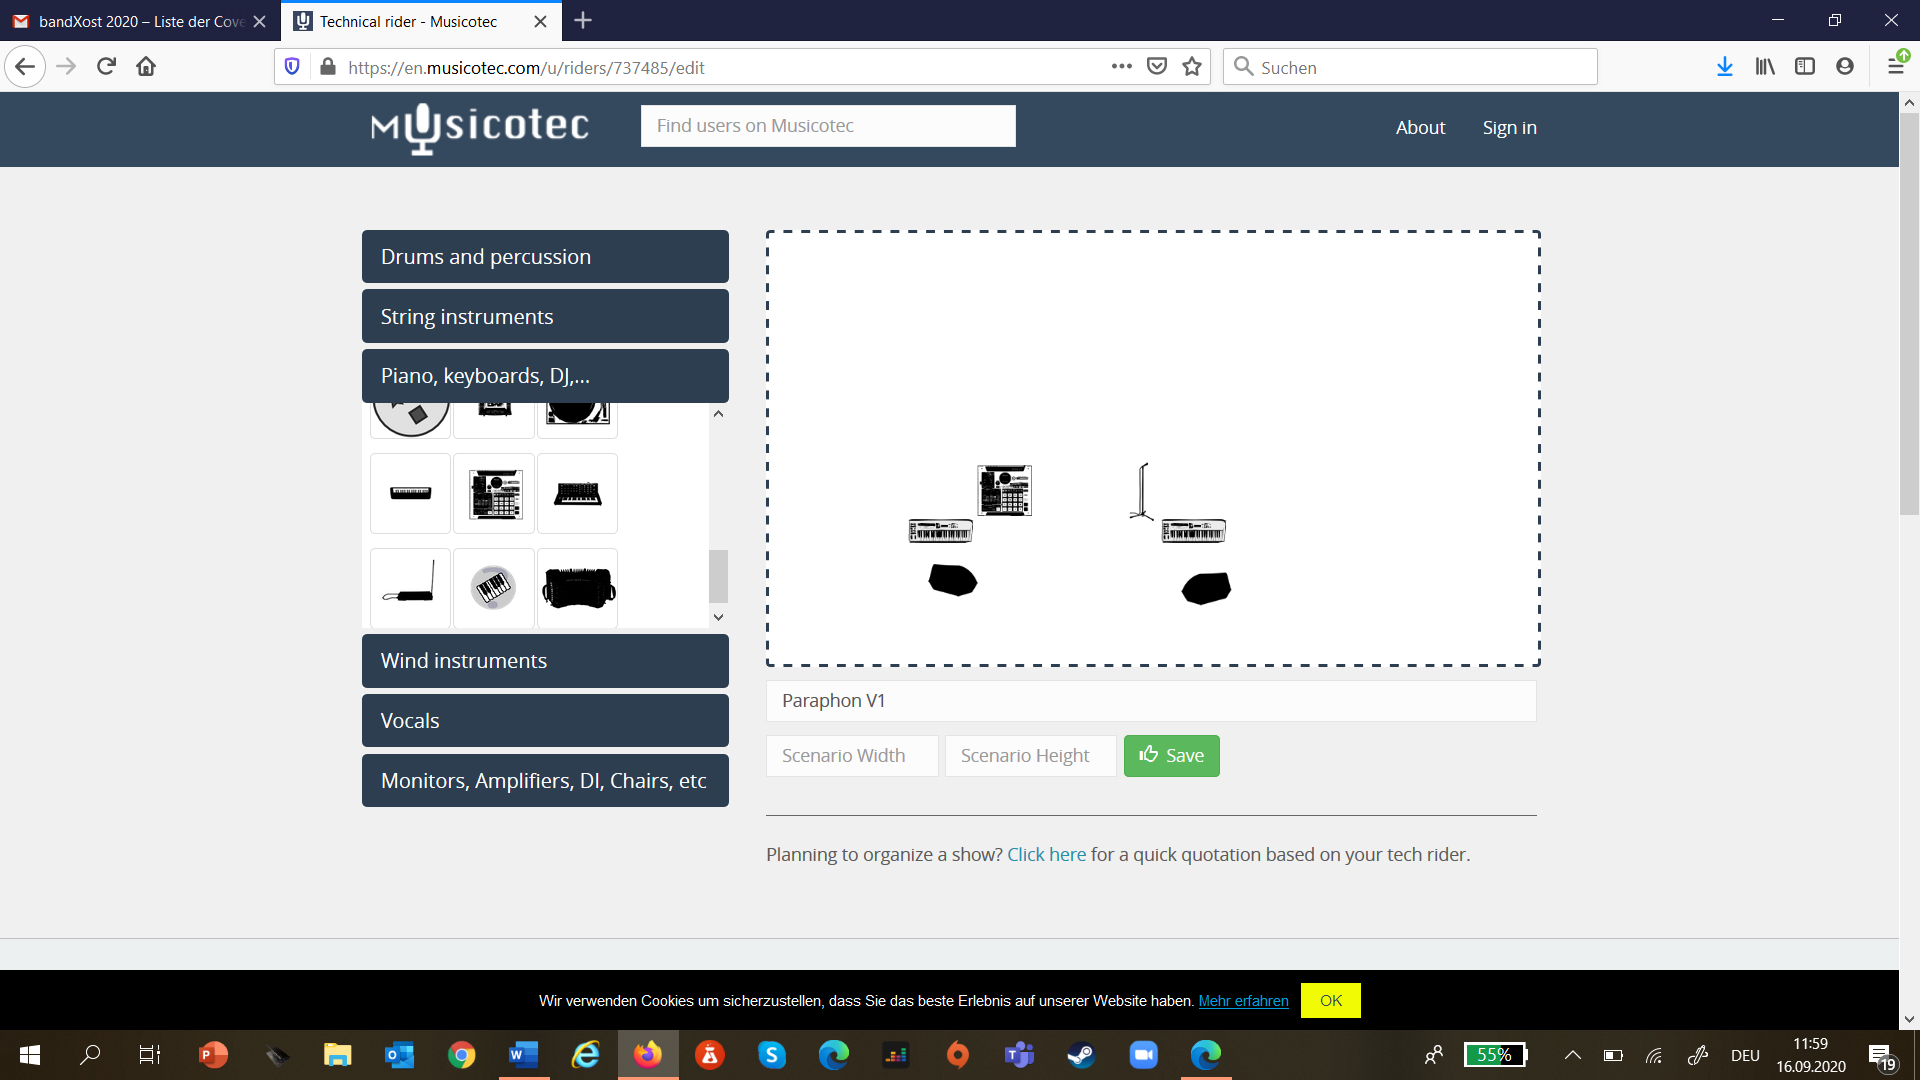 bandXost 2020 – Liste der Cove
Technical rider - Musicotec
https://en.musicotec.com/u/riders/737485/edit
Suchen
Musicotec
Find users on Musicotec
About
Sign in
Drums and percussion
String instruments
Piano, keyboards, DJ,...
Wind instruments
Vocals
Monitors, Amplifiers, DI, Chairs, etc
Paraphon V1
Scenario Width
Scenario Height
Save
Planning to organize a show? Click here for a quick quotation based on your tech rider.
Wir verwenden Cookies um sicherzustellen, dass Sie das beste Erlebnis auf unserer Website haben. Mehr erfahren
OK
55%
DEU
11:59
16.09.2020
19